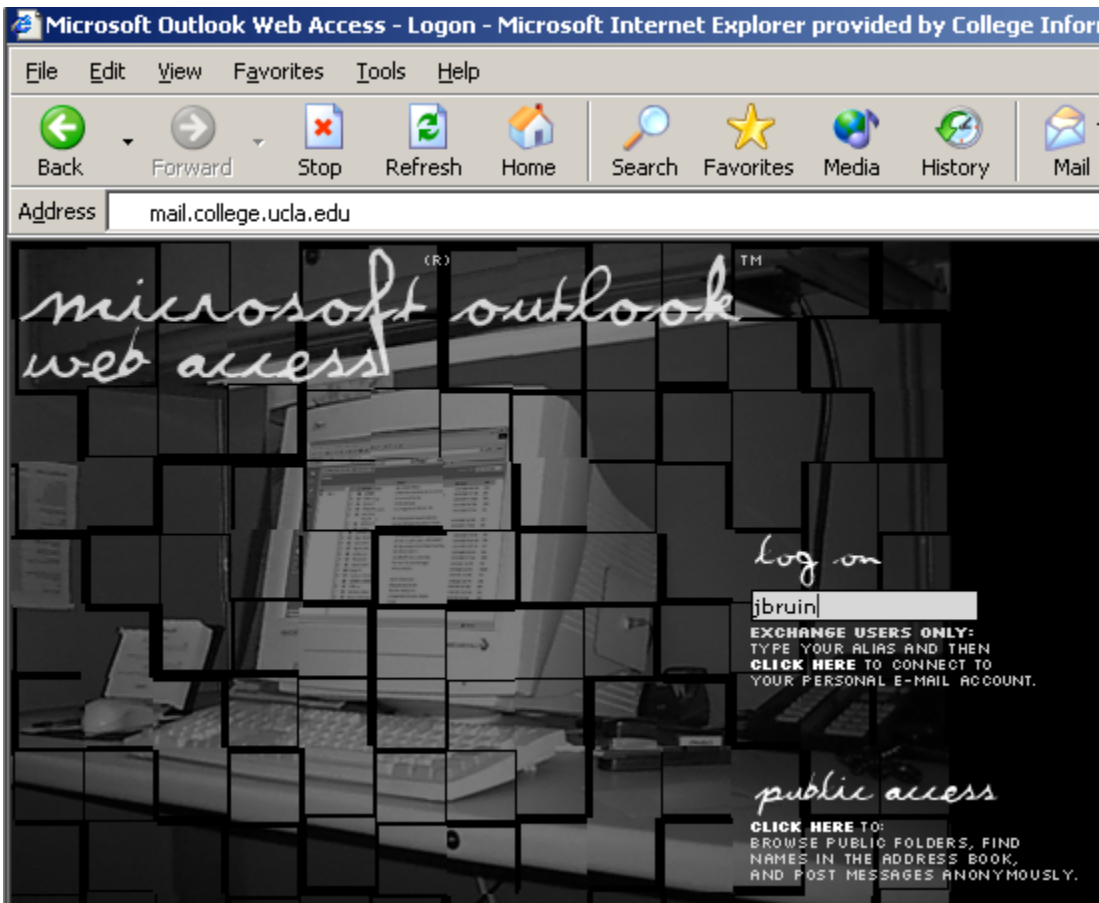 Microsoft Outlook Web Access - Logon - Microsoft Internet Explorer provided by College Infor
File Edit View Favorites Tools Help
Back Forward Stop Refresh Home Search Favorites Media History Mail
Address mail.college.ucla.edu
microsoft (R) outlook TM
web access
log on
jbruin
EXCHANGE USERS ONLY:
TYPE YOUR ALIAS AND THEN
CLICK HERE TO CONNECT TO
YOUR PERSONAL E-MAIL ACCOUNT.
public access
CLICK HERE TO:
BROWSE PUBLIC FOLDERS, FIND
NAMES IN THE ADDRESS BOOK,
AND POST MESSAGES ANONYMOUSLY.